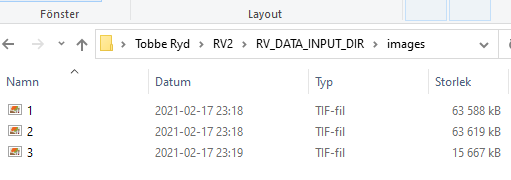 Fönster Layout
Tobbe Ryd > RV2 > RV_DATA_INPUT_DIR > images
Namn Datum Typ Storlek
1 2021-02-17 23:18 TIF-fil 63 588 kB
2 2021-02-17 23:18 TIF-fil 63 619 kB
3 2021-02-17 23:19 TIF-fil 15 667 kB